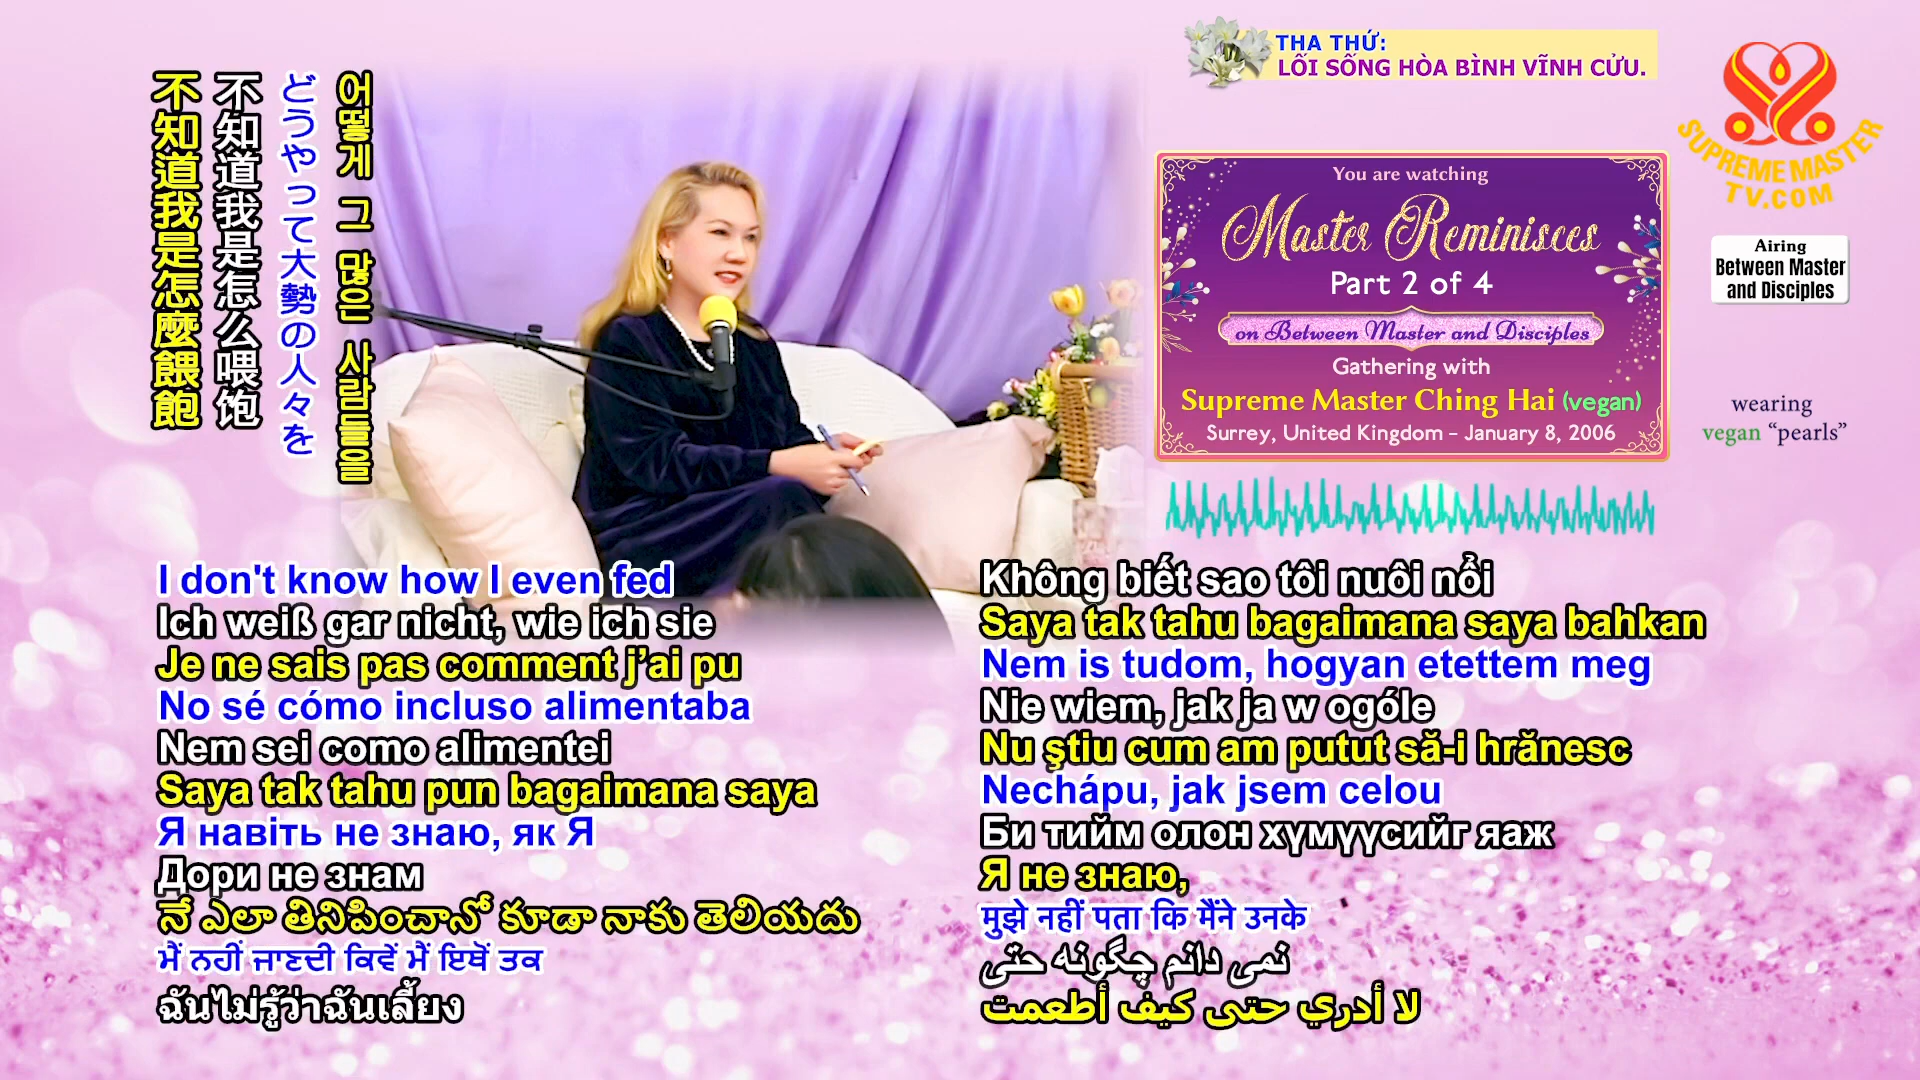 THA THỨ:
LỐI SỐNG HÒA BÌNH VĨNH CỬU.
SUPREME MASTER
TV.COM
Airing
Between Master
and Disciples
wearing
vegan “pearls”
You are watching
Master Reminisces
Part 2 of 4
on Between Master and Disciples
Gathering with
Supreme Master Ching Hai (vegan)
Surrey, United Kingdom – January 8, 2006
어떻게 그 많은 사람들을
どうやって大勢の人々を
不知道我是怎么喂饱
不知道我是怎麼餵飽
I don't know how I even fed
Ich weiß gar nicht, wie ich sie
Je ne sais pas comment j’ai pu
No sé cómo incluso alimentaba
Nem sei como alimentei
Saya tak tahu pun bagaimana saya
Я навіть не знаю, як Я
Дори не знам
నే ఎలా తినిపించానో కూడా నాకు తెలియదు
ਮੈਂ ਨਹੀਂ ਜਾਣਦੀ ਕਿਵੇਂ ਮੈਂ ਇਥੋਂ ਤਕ
ฉันไม่รู้ว่าฉันเลี้ยง
Không biết sao tôi nuôi nổi
Saya tak tahu bagaimana saya bahkan
Nem is tudom, hogyan etettem meg
Nie wiem, jak ja w ogóle
Nu ştiu cum am putut să-i hrănesc
Nechápu, jak jsem celou
Би тийм олон хүмүүсийг яаж
Я не знаю,
मुझे नहीं पता कि मैंने उनके
نمی دانم چگونه حتی
لا أدري حتى كيف أطعمت